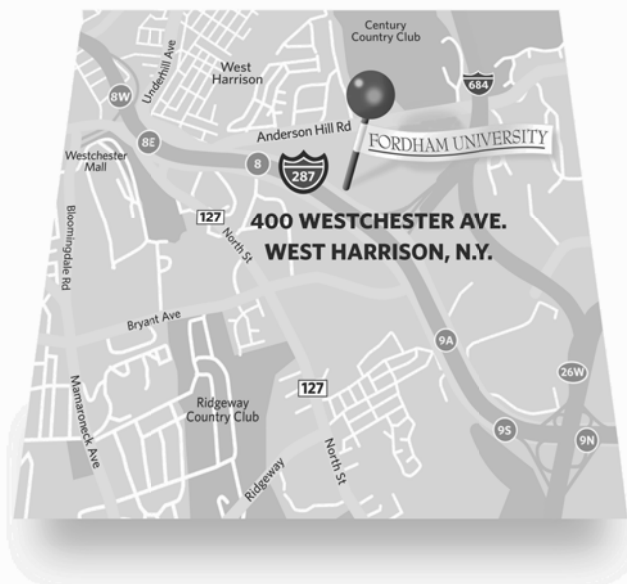 Century
Country Club
Underhill Ave
West
Harrison
684
8W
Anderson Hill Rd
FORDHAM UNIVERSITY
8E
8
287
Westchester
Mall
127
400 WESTCHESTER AVE.
WEST HARRISON, N.Y.
North St
Bloomingdale Rd
Bryant Ave
9A
26W
127
Ridgeway
Country Club
Mamaroneck Ave
North St
Ridgeway
9S
9N